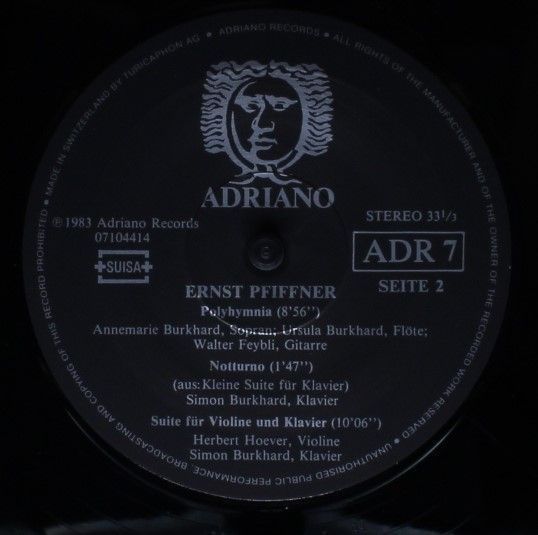 MADE IN SWITZERLAND BY TURICAPHON AG • ADRIANO RECORDS • ALL RIGHTS OF THE MANUFACTURER AND OF THE OWNER OF THE RECORDED WORK RESERVED • UNAUTHORISED PUBLIC PERFORMANCE, BROADCASTING AND COPYING OF THIS RECORD PROHIBITED •
ADRIANO
℗ 1983 Adriano Records
07104414
SUISA
STEREO 33 1/3
ADR 7
SEITE 2
ERNST PFIFFNER
Polyhymnia (8'56'')
Annemarie Burkhard, Sopran; Ursula Burkhard, Flöte;
Walter Feybli, Gitarre
Notturno (1'47'')
(aus: Kleine Suite für Klavier)
Simon Burkhard, Klavier
Suite für Violine und Klavier (10'06'')
Herbert Hoever, Violine
Simon Burkhard, Klavier